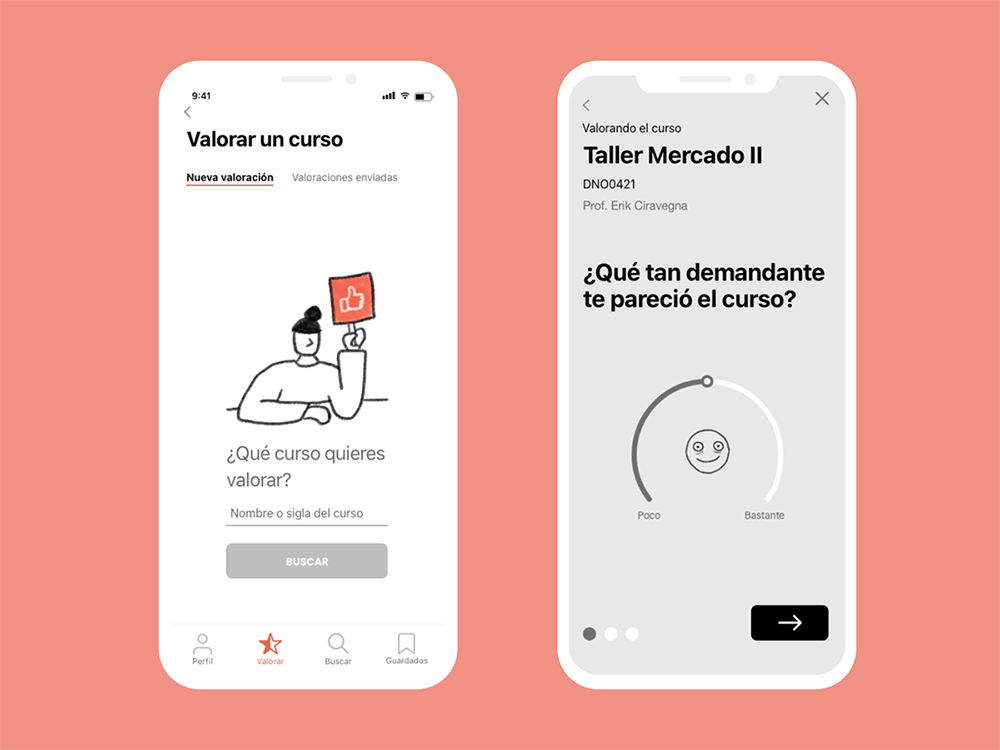 9:41
Valorar un curso
Nueva valoración
Valoraciones enviadas
¿Qué curso quieres
valorar?
Nombre o sigla del curso
BUSCAR
Perfil
Valorar
Buscar
Guardados
Valorando el curso
Taller Mercado II
DNO0421
Prof. Erik Ciravegna
¿Qué tan demandante
te pareció el curso?
Poco
Bastante